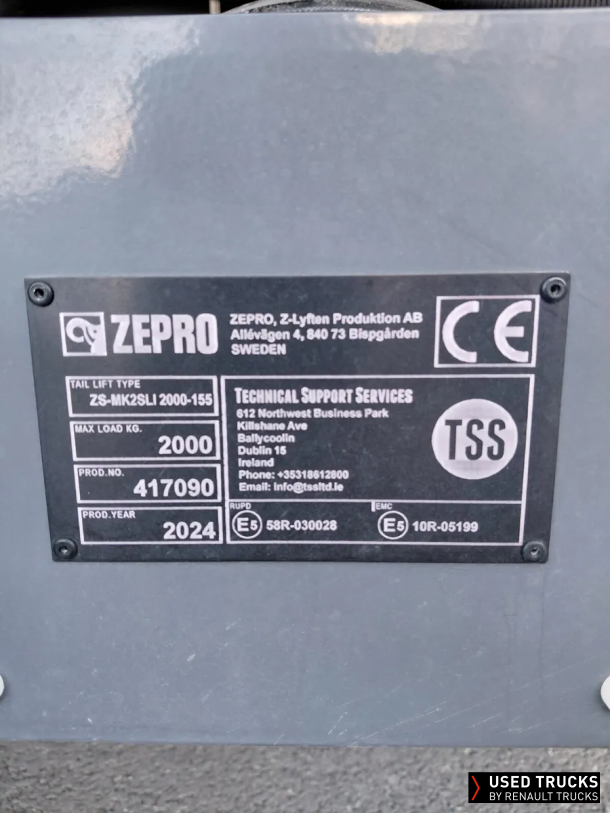 ZEPRO
ZEPRO, Z-Lyften Produktion AB
Allévägen 4, 840 73 Bispgården
SWEDEN
CE
TAIL LIFT TYPE
ZS-MK2SLI 2000-155
MAX LOAD KG.
2000
PROD.NO.
417090
PROD.YEAR
2024
TECHNICAL SUPPORT SERVICES
612 Northwest Business Park
Killshane Ave
Ballycoolin
Dublin 15
Ireland
Phone: +35318612800
Email: info@tssltd.ie
TSS
RUPD
E5 58R-030028
EMC
E5 10R-05199
USED TRUCKS
BY RENAULT TRUCKS